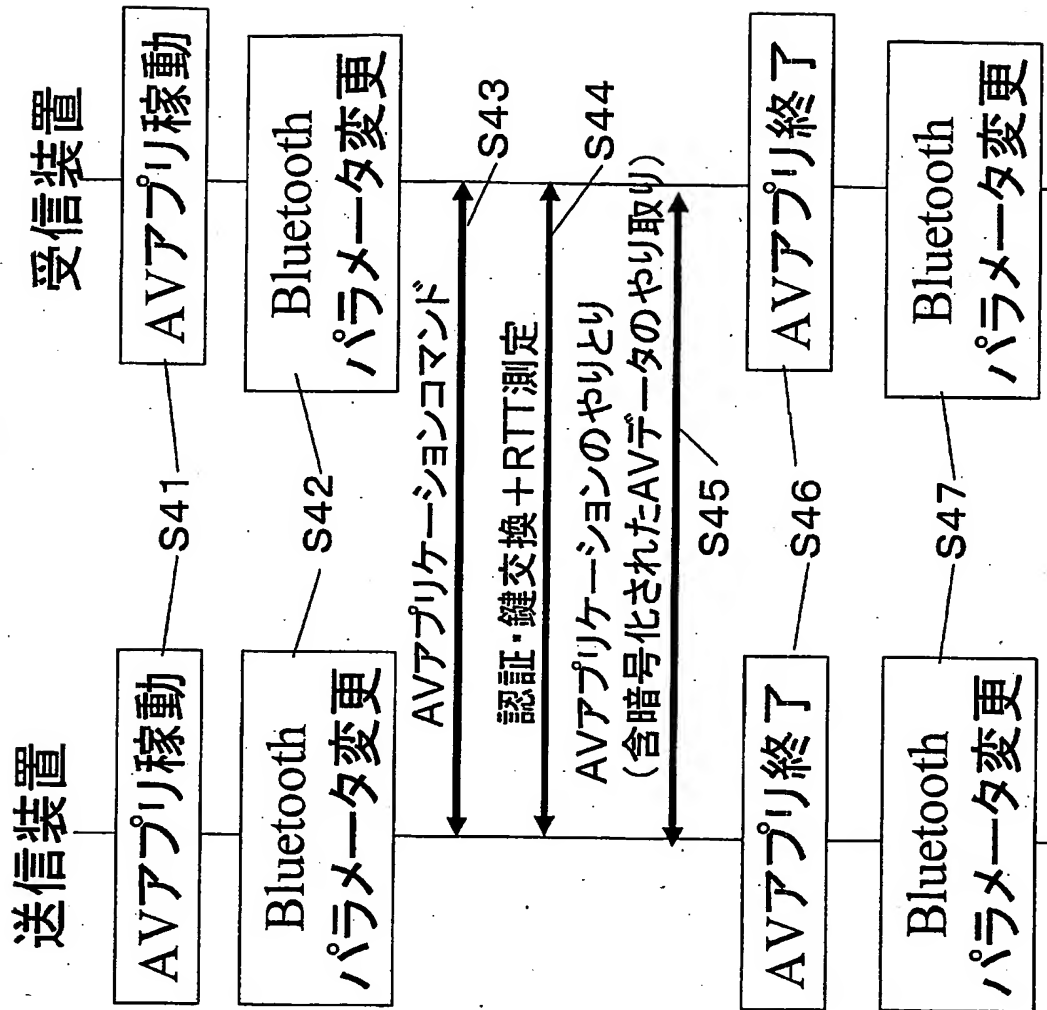 送信装置
受信装置
AVアプリ稼動
S41
AVアプリ稼動
Bluetooth
パラメータ変更
S42
Bluetooth
パラメータ変更
AVアプリケーションコマンド
S43
認証・鍵交換＋RTT測定
S44
AVアプリケーションのやりとり
(含暗号化されたAVデータのやり取り)
S45
AVアプリ終了
S46
AVアプリ終了
Bluetooth
パラメータ変更
S47
Bluetooth
パラメータ変更